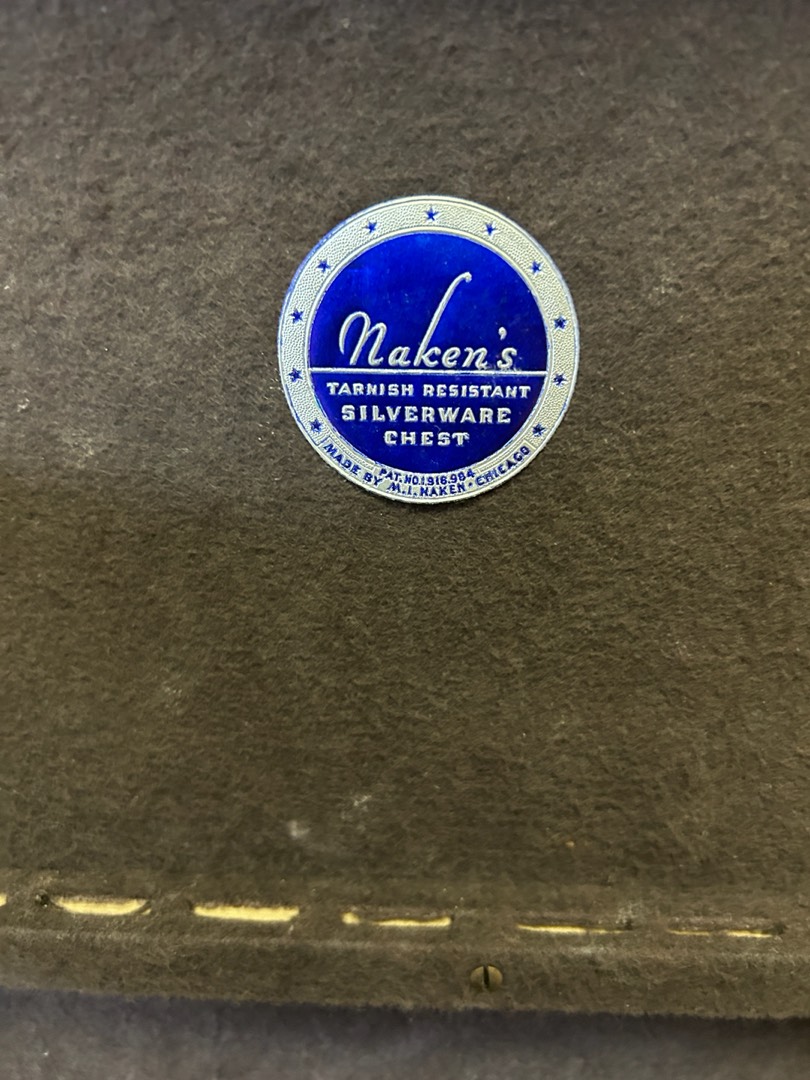 Naken's
TARNISH RESISTANT
SILVERWARE
CHEST
PAT. NO. 1,916,984
MADE BY M. I. NAKEN - CHICAGO